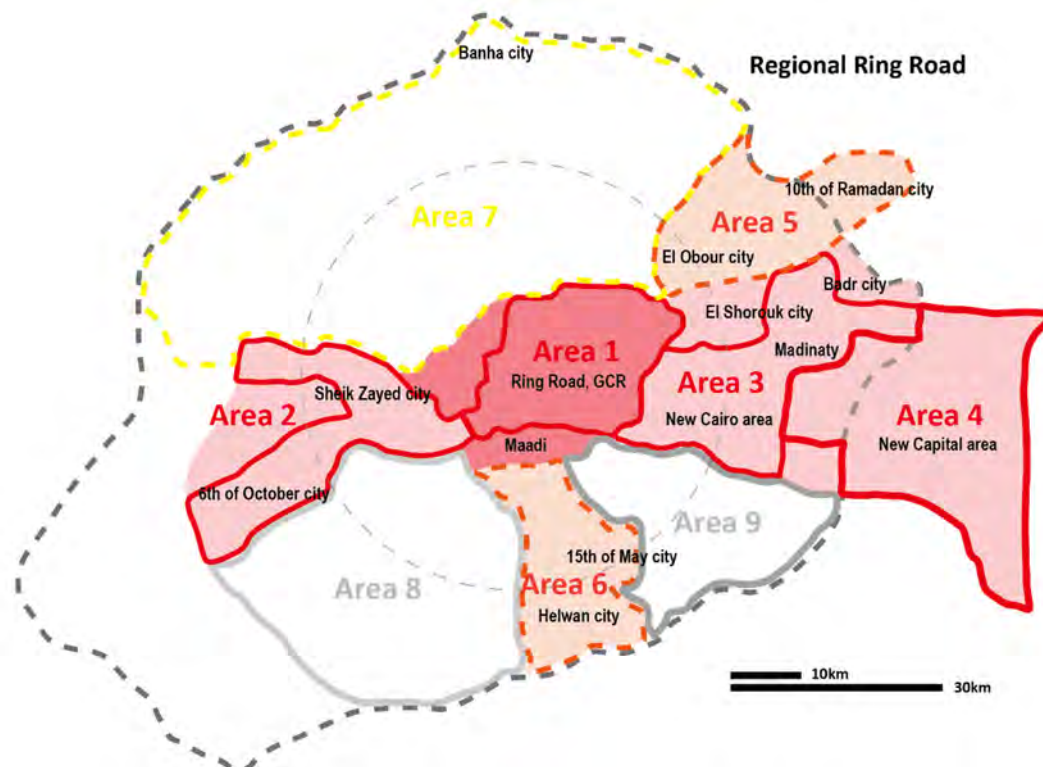 Banha city
Regional Ring Road
10th of Ramadan city
Area 7
Area 5
El Obour city
Badr city
El Shorouk city
Area 1
Madinaty
Ring Road, GCR
Sheik Zayed city
Area 3
Area 2
Area 4
New Cairo area
New Capital area
Maadi
6th of October city
Area 9
15th of May city
Area 8
Area 6
Helwan city
10km
30km